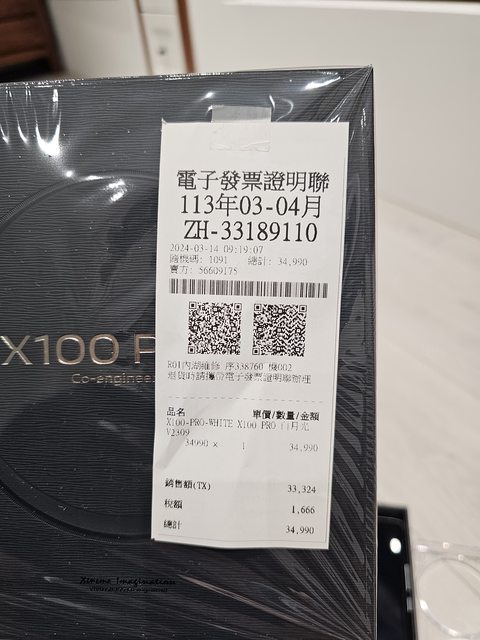 電子發票證明聯
113年03-04月
ZH-33189110
2024-03-14 09:19:07
隨機碼: 1091 總計: 34,990
賣方: 56609175
R01內湖維修 序338760 機002
退貨時請攜帶電子發票證明聯辦理
品名 單價/數量/金額
X100-PRO-WHITE X100 PRO 白月光
V2309
34990 x 1 34,990
銷售額(TX) 33,324
稅額 1,666
總計 34,990
X100 P
Co-enginee
Xtreme Imagination